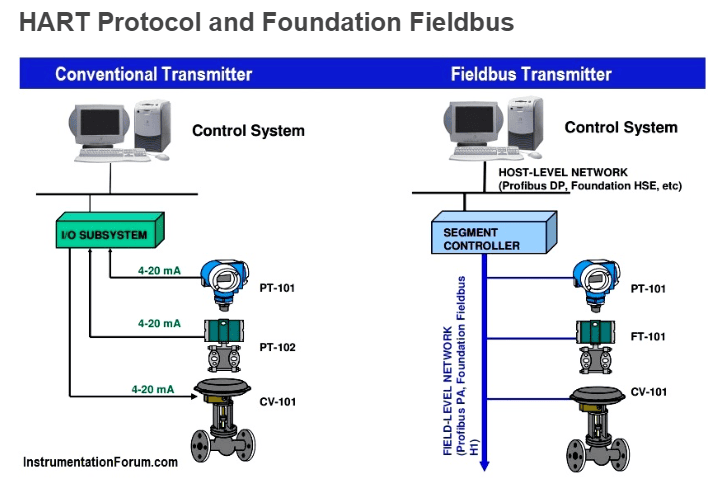 HART Protocol and Foundation Fieldbus
Conventional Transmitter
Fieldbus Transmitter
Control System
Control System
HOST-LEVEL NETWORK
(Profibus DP, Foundation HSE, etc)
I/O SUBSYSTEM
SEGMENT
CONTROLLER
4-20 mA
PT-101
PT-101
4-20 mA
PT-102
FT-101
4-20 mA
CV-101
CV-101
FIELD-LEVEL NETWORK
(Profibus PA, Foundation Fieldbus
H1)
InstrumentationForum.com